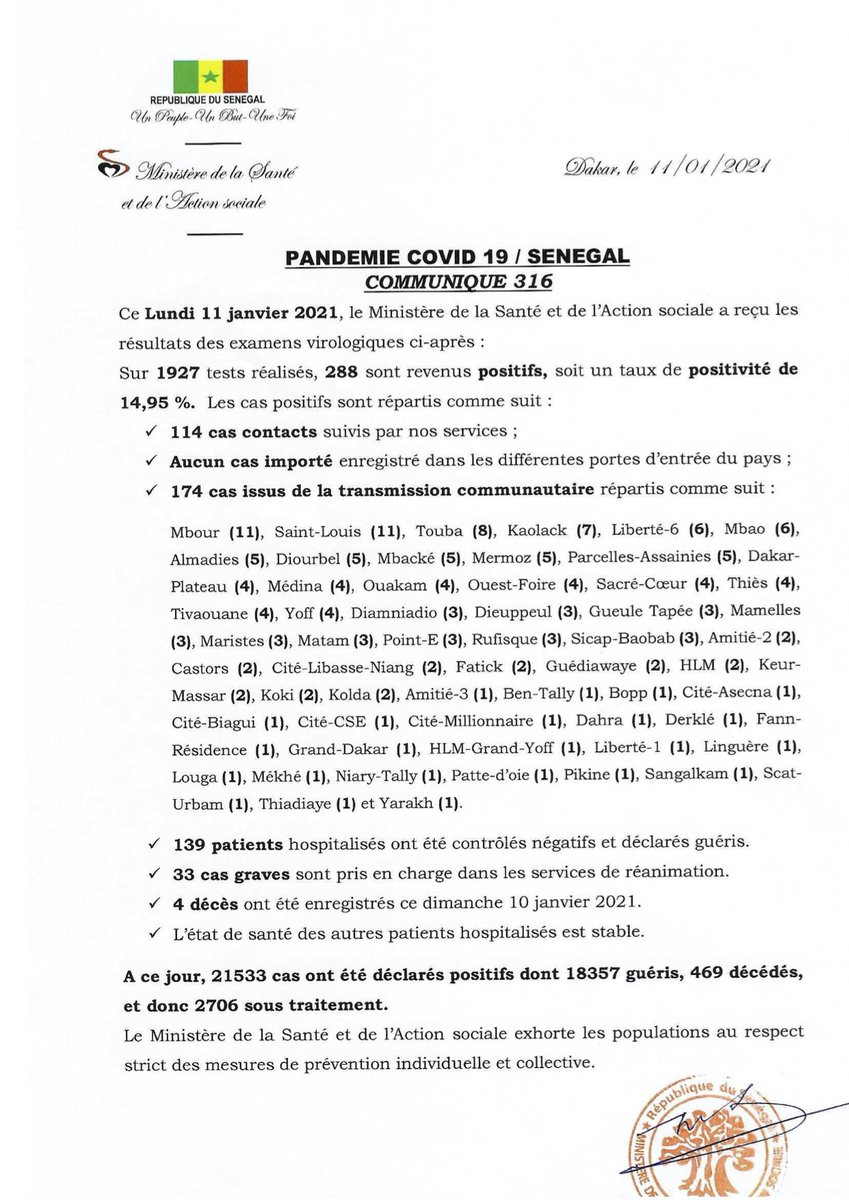 REPUBLIQUE DU SENEGAL
Un Peuple-Un But-Une Foi
Ministère de la Santé
et de l'Action sociale
Dakar, le 11/01/2021
PANDEMIE COVID 19 / SENEGAL
COMMUNIQUE 316
Ce Lundi 11 janvier 2021, le Ministère de la Santé et de l'Action sociale a reçu les
résultats des examens virologiques ci-après :
Sur 1927 tests réalisés, 288 sont revenus positifs, soit un taux de positivité de
14,95 %. Les cas positifs sont répartis comme suit :
✓ 114 cas contacts suivis par nos services ;
✓ Aucun cas importé enregistré dans les différentes portes d'entrée du pays ;
✓ 174 cas issus de la transmission communautaire répartis comme suit :
Mbour (11), Saint-Louis (11), Touba (8), Kaolack (7), Liberté-6 (6), Mbao (6),
Almadies (5), Diourbel (5), Mbacké (5), Mermoz (5), Parcelles-Assainies (5), Dakar-
Plateau (4), Médina (4), Ouakam (4), Ouest-Foire (4), Sacré-Cœur (4), Thiès (4),
Tivaouane (4), Yoff (4), Diamniadio (3), Dieuppeul (3), Gueule Tapée (3), Mamelles
(3), Maristes (3), Matam (3), Point-E (3), Rufisque (3), Sicap-Baobab (3), Amitié-2 (2),
Castors (2), Cité-Libasse-Niang (2), Fatick (2), Guédiawaye (2), HLM (2), Keur-
Massar (2), Koki (2), Kolda (2), Amitié-3 (1), Ben-Tally (1), Bopp (1), Cité-Asecna (1),
Cité-Biagui (1), Cité-CSE (1), Cité-Millionnaire (1), Dahra (1), Derklé (1), Fann-
Résidence (1), Grand-Dakar (1), HLM-Grand-Yoff (1), Liberté-1 (1), Linguère (1),
Louga (1), Mékhé (1), Niary-Tally (1), Patte-d'oie (1), Pikine (1), Sangalkam (1), Scat-
Urbam (1), Thiadiaye (1) et Yarakh (1).
✓ 139 patients hospitalisés ont été contrôlés négatifs et déclarés guéris.
✓ 33 cas graves sont pris en charge dans les services de réanimation.
✓ 4 décès ont été enregistrés ce dimanche 10 janvier 2021.
✓ L'état de santé des autres patients hospitalisés est stable.
A ce jour, 21533 cas ont été déclarés positifs dont 18357 guéris, 469 décédés,
et donc 2706 sous traitement.
Le Ministère de la Santé et de l'Action sociale exhorte les populations au respect
strict des mesures de prévention individuelle et collective.
République du Sénégal